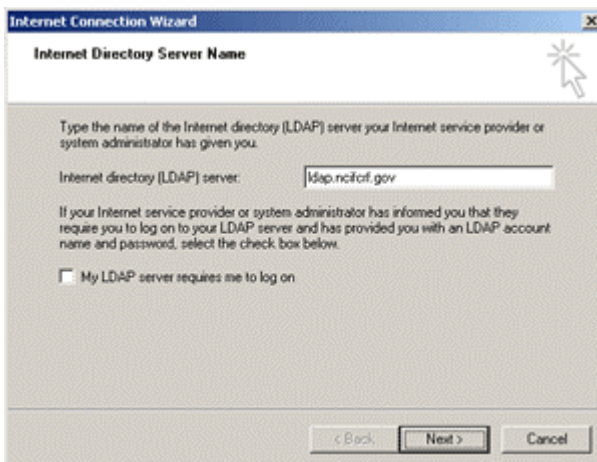 Internet Connection Wizard
Internet Directory Server Name
Type the name of the Internet directory (LDAP) server your Internet service provider or
system administrator has given you.
Internet directory (LDAP) server: ldap.ncifcrf.gov
If your Internet service provider or system administrator has informed you that they
require you to log on to your LDAP server and has provided you with an LDAP account
name and password, select the check box below.
My LDAP server requires me to log on
< Back Next > Cancel